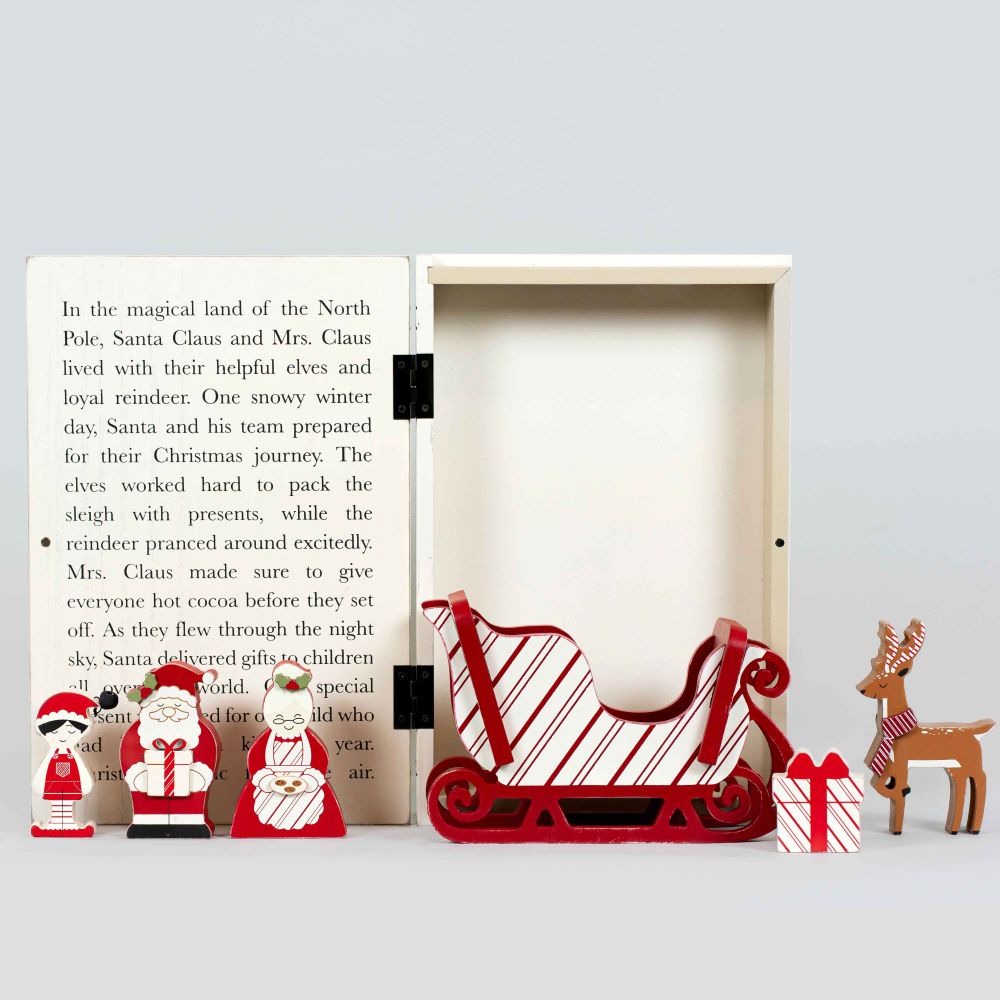 In the magical land of the North
Pole, Santa Claus and Mrs. Claus
lived with their helpful elves and
loyal reindeer. One snowy winter
day, Santa and his team prepared
for their Christmas journey. The
elves worked hard to pack the
sleigh with presents, while the
reindeer pranced around excitedly.
Mrs. Claus made sure to give
everyone hot cocoa before they set
off. As they flew through the night
sky, Santa delivered gifts to children
all over world. special
for who
year.
air.